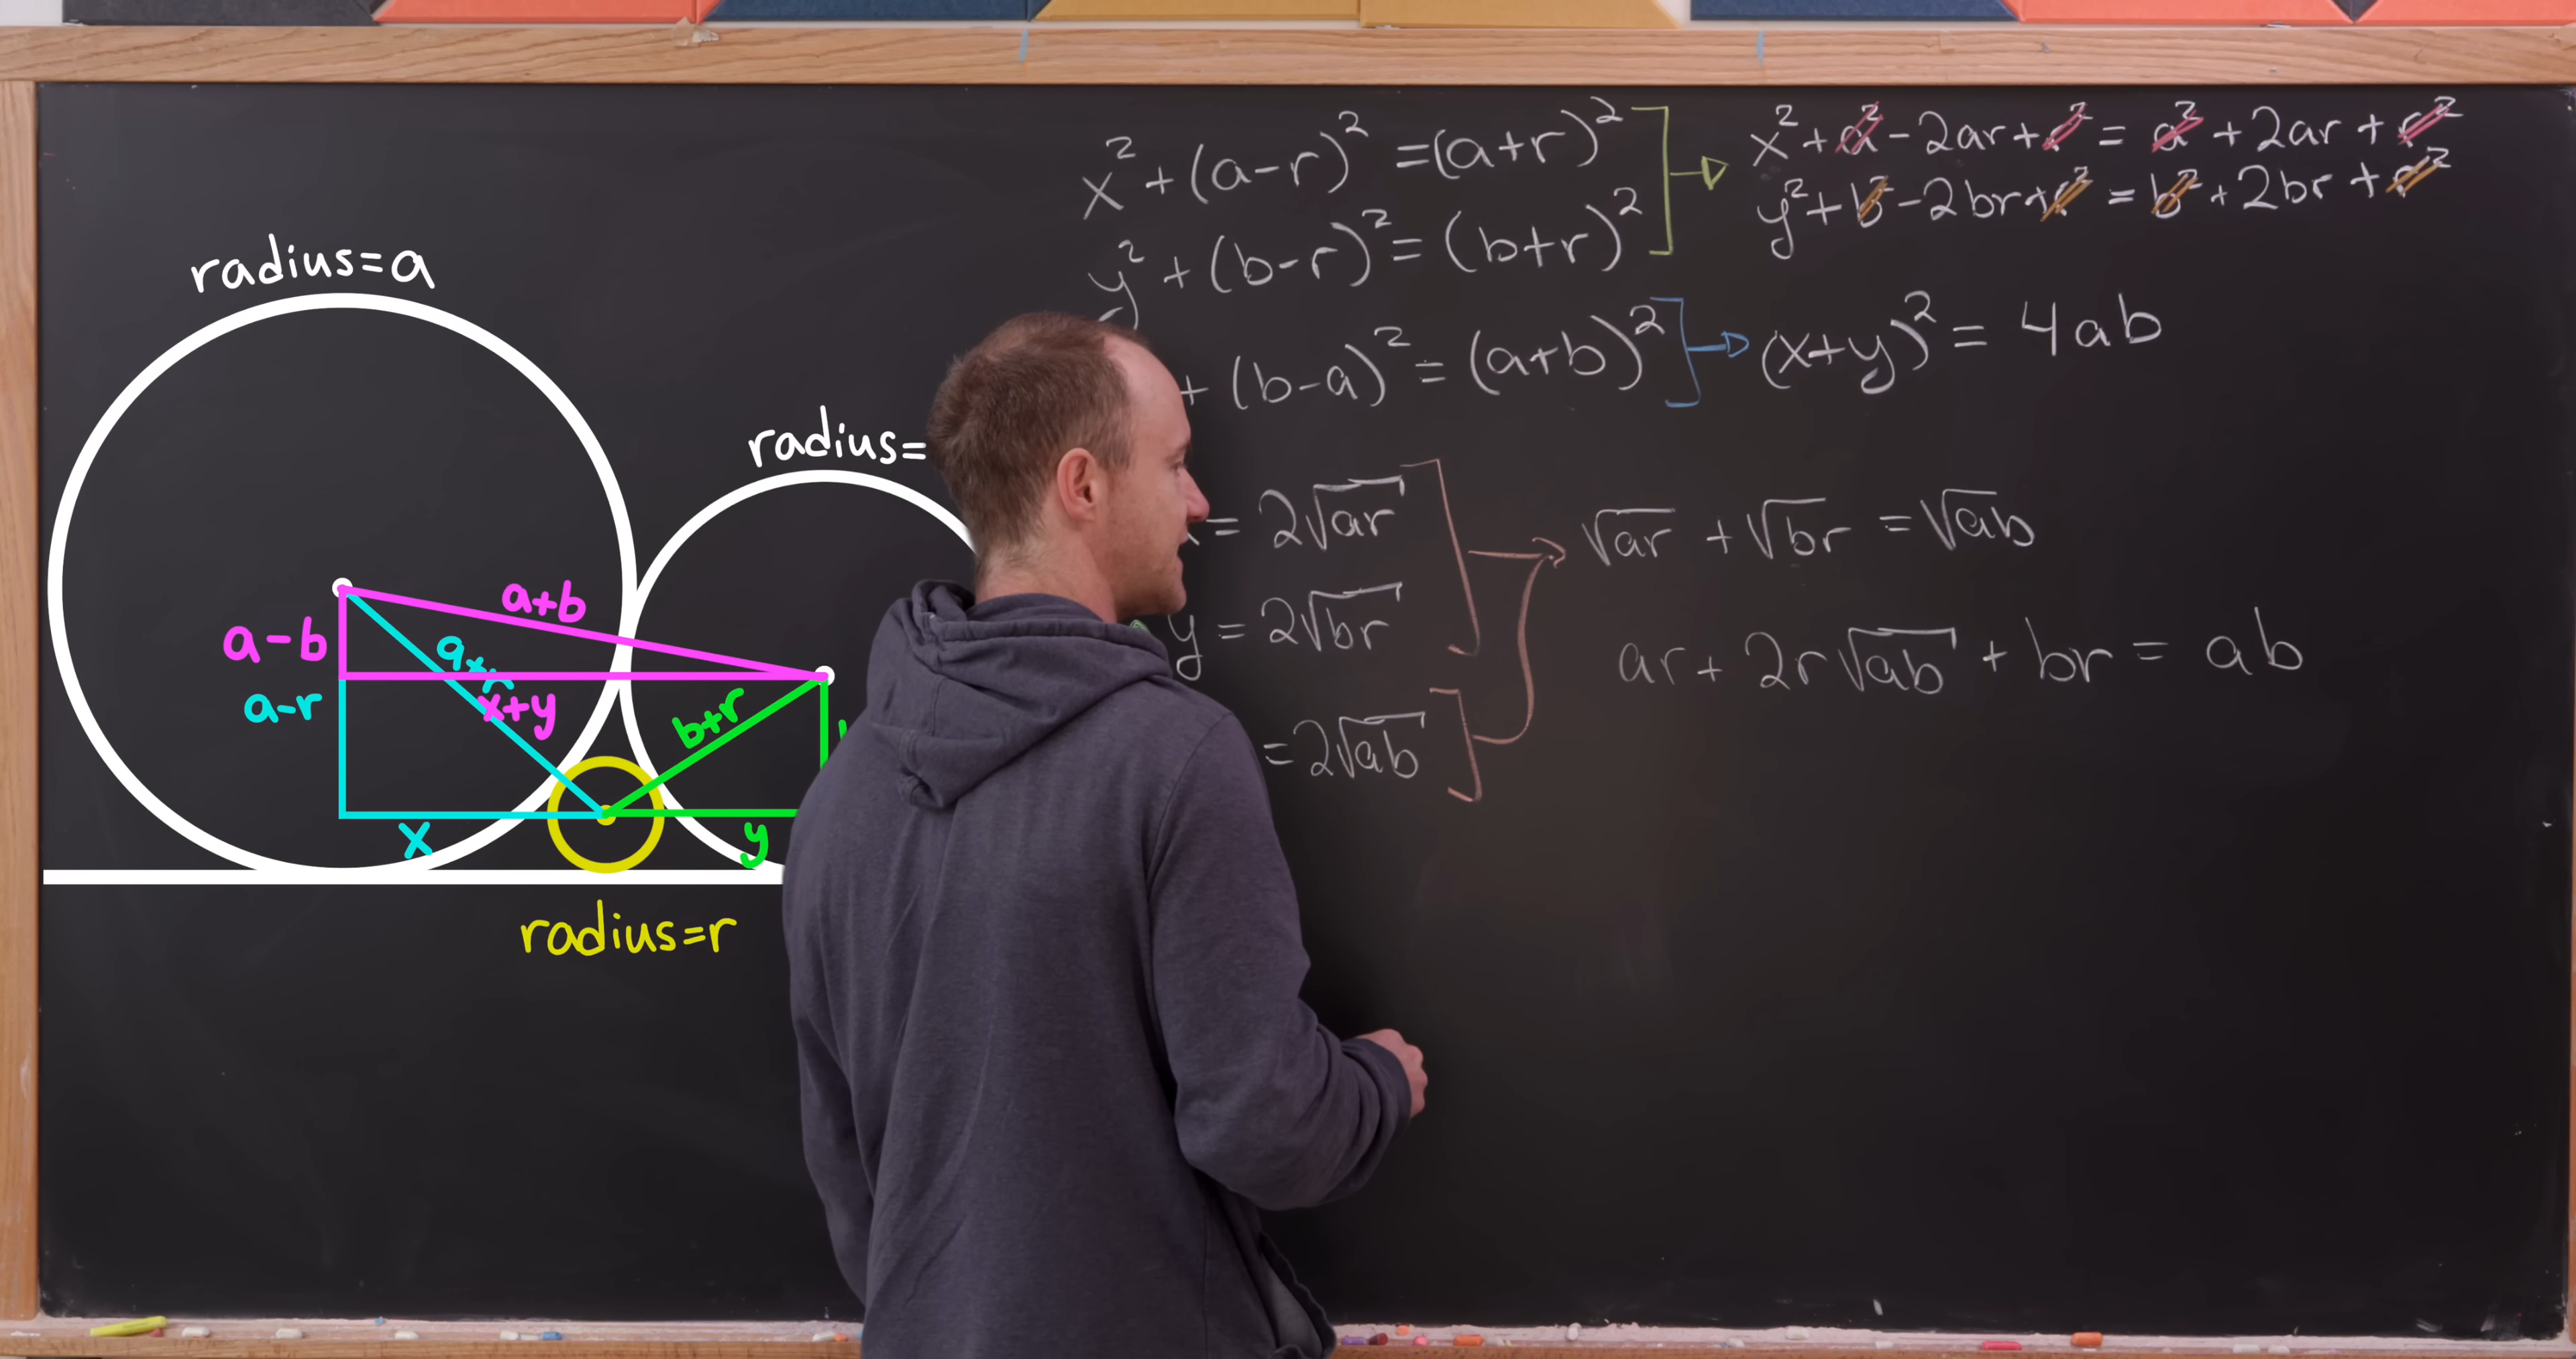 radius=a
radius=
a+b
a-b
a+r
x+y
a-r
b+r
x
y
radius=r
x² + (a-r)² = (a+r)²
y² + (b-r)² = (b+r)²
+ (b-a)² = (a+b)²
x² + a² - 2ar + r² = a² + 2ar + r²
y² + b² - 2br + r² = b² + 2br + r²
(x+y)² = 4ab
= 2√ar
y = 2√br
= 2√ab
√ar + √br = √ab
ar + 2r√ab + br = ab